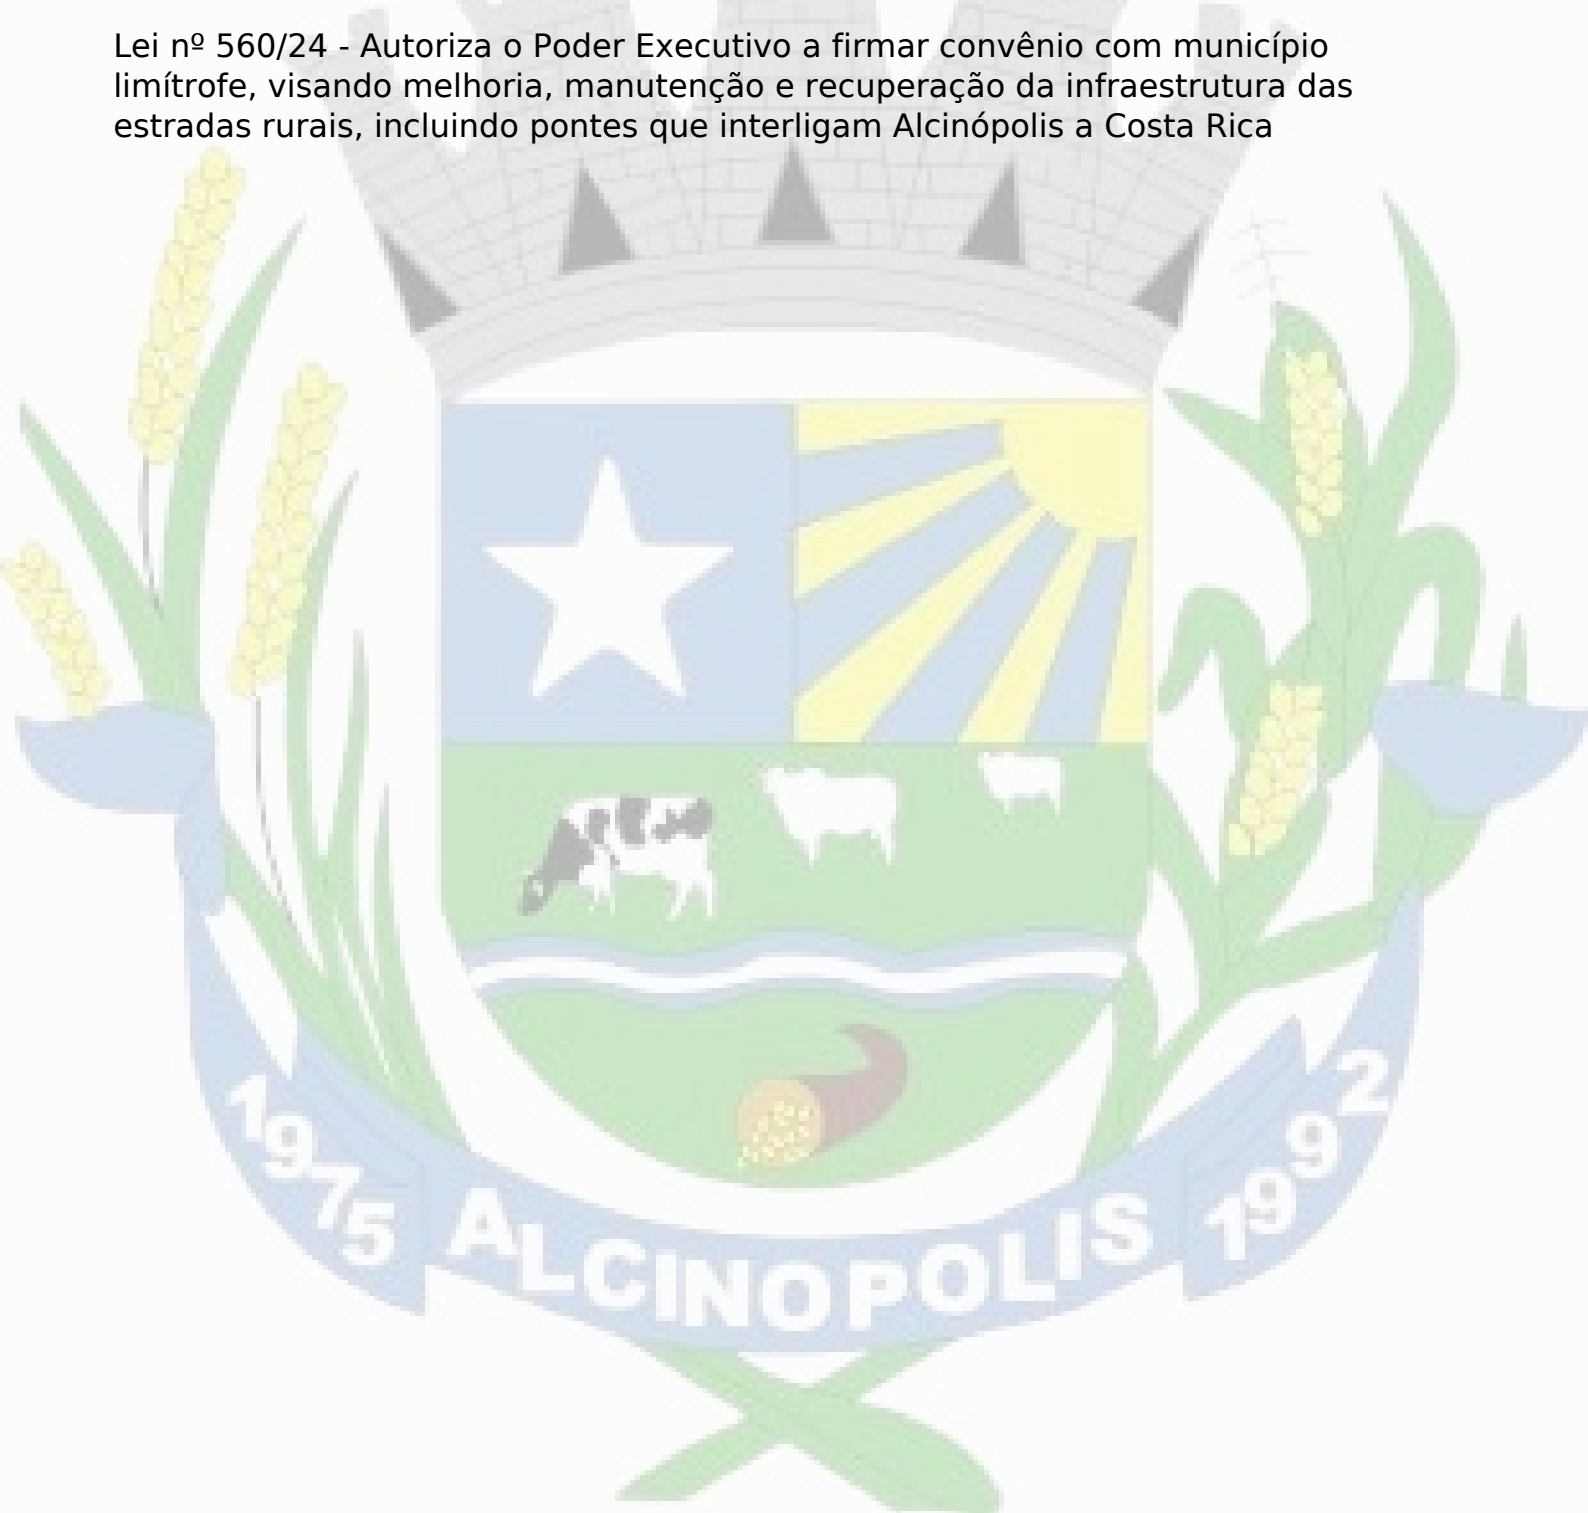 Lei nº 560/24 - Autoriza o Poder Executivo a firmar convênio com município
limítrofe, visando melhoria, manutenção e recuperação da infraestrutura das
estradas rurais, incluindo pontes que interligam Alcinópolis a Costa Rica
1975 ALCINOPOLIS 1992